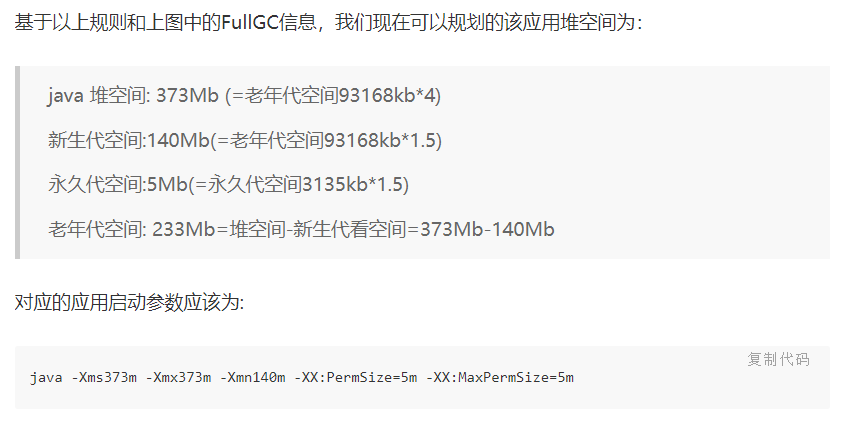 基于以上规则和上图中的FullGC信息，我们现在可以规划的该应用堆空间为：
java 堆空间: 373Mb (=老年代空间93168kb*4)
新生代空间:140Mb(=老年代空间93168kb*1.5)
永久代空间:5Mb(=永久代空间3135kb*1.5)
老年代空间: 233Mb=堆空间-新生代看空间=373Mb-140Mb
对应的应用启动参数应该为:
复制代码
java -Xms373m -Xmx373m -Xmn140m -XX:PermSize=5m -XX:MaxPermSize=5m